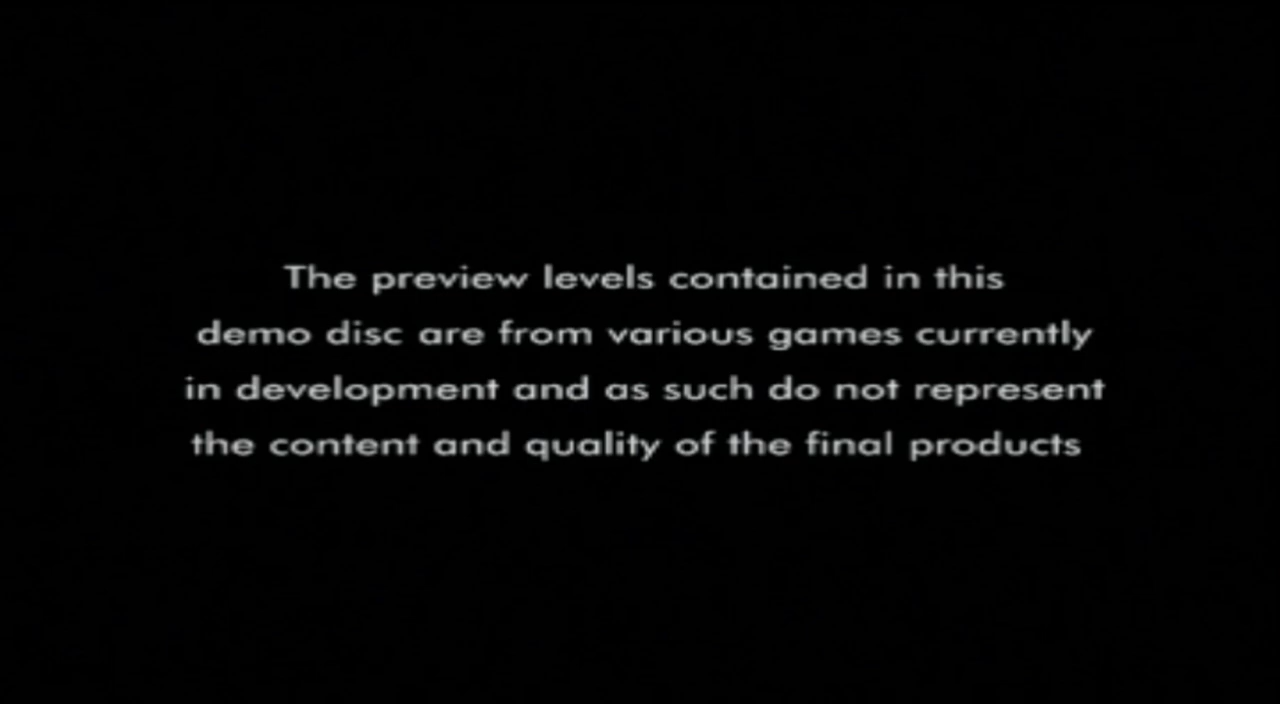 The preview levels contained in this
demo disc are from various games currently
in development and as such do not represent
the content and quality of the final products